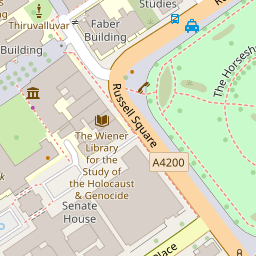 Studies
Thiruvalluvar
Faber
Building
Building
Russell Square
The Horsesh
A4200
The Wiener
Library
for the
Study of
the Holocaust
& Genocide
Senate
House
Place